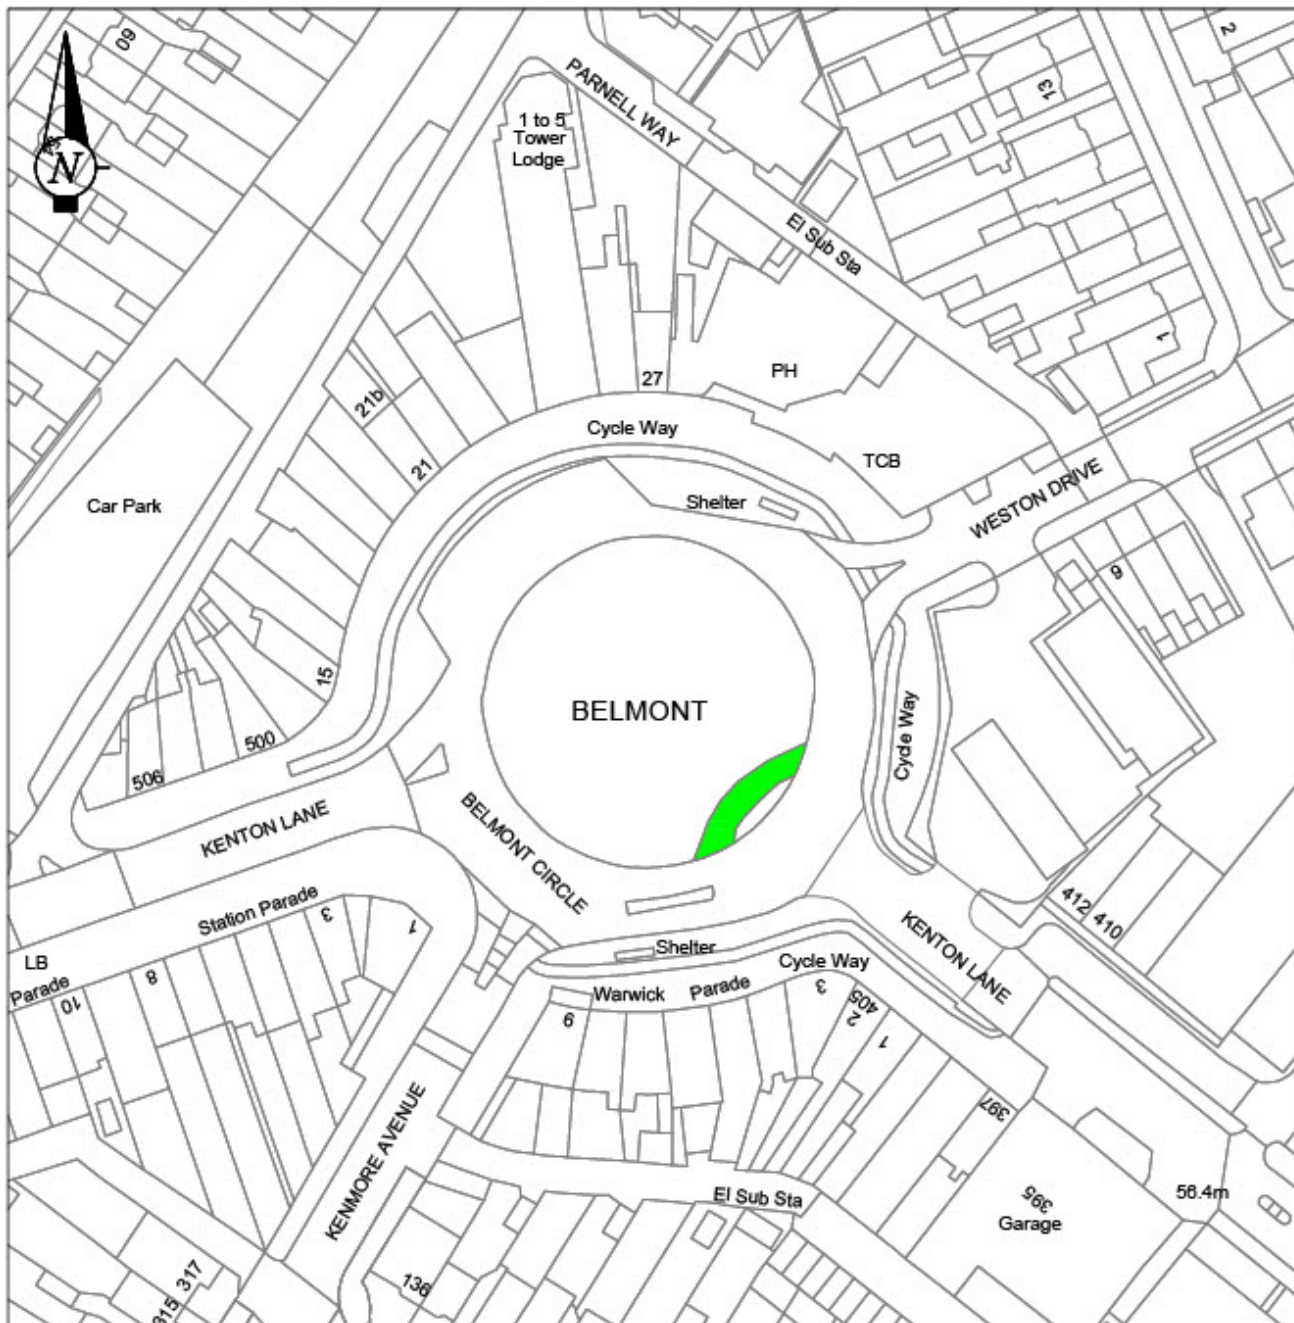 60
2
PARNELL WAY
13
1 to 5
Tower
Lodge
N
El Sub Sta
1
27
PH
21b
Cycle Way
TCB
21
WESTON DRIVE
Car Park
Shelter
9
15
BELMONT
Cycle Way
500
506
KENTON LANE
BELMONT CIRCLE
412
410
Station Parade
3
1
KENTON LANE
Shelter
LB
Parade
10
8
Cycle Way
Warwick Parade
3
405
2
1
9
397
KENMORE AVENUE
El Sub Sta
56.4m
395
Garage
317
315
136